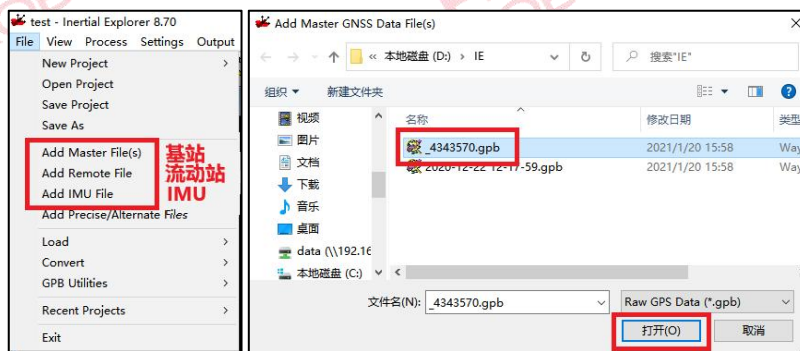 test - Inertial Explorer 8.70
File View Process Settings Output
New Project
Open Project
Save Project
Save As
Add Master File(s) 基站
Add Remote File 流动站
Add IMU File IMU
Add Precise/Alternate Files
Load
Convert
GPB Utilities
Recent Projects
Exit
Add Master GNSS Data File(s)
« 本地磁盘 (D:) › IE
搜索"IE"
组织 新建文件夹
名称 修改日期 类型
视频
图片
文档
下载
音乐
桌面
data (\\192.16
本地磁盘 (C:)
_4343570.gpb 2021/1/20 15:58 Way
2020-12-22 12-17-59.gpb 2021/1/20 15:58 Way
文件名(N): _4343570.gpb Raw GPS Data (*.gpb)
打开(O) 取消